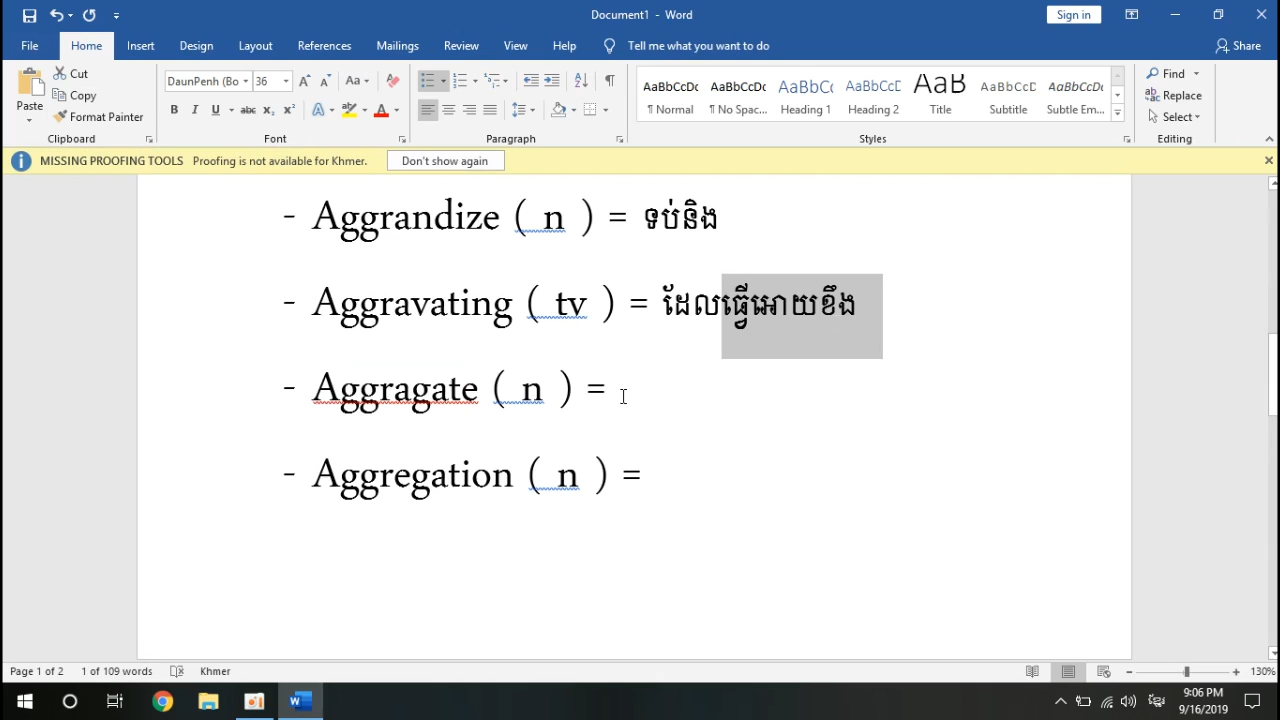 Document1 - Word
Sign in
File Home Insert Design Layout References Mailings Review View Help Tell me what you want to do Share
Paste Cut Copy Format Painter
DaunPenh (Bo 36
AaBbCcDc AaBbCcDc AaBbCc AaBbCcD AaB AaBbCcD AaBbCcDc
¶ Normal ¶ No Spac... Heading 1 Heading 2 Title Subtitle Subtle Em...
Find Replace Select
Clipboard Font Paragraph Styles Editing
MISSING PROOFING TOOLS Proofing is not available for Khmer. Don't show again
- Aggrandize ( n ) = ទប់និង
- Aggravating ( tv ) = ដែលធ្វើអោយខឹង
- Aggragate ( n ) =
- Aggregation ( n ) =
Page 1 of 2 1 of 109 words Khmer 130%
9:06 PM
9/16/2019